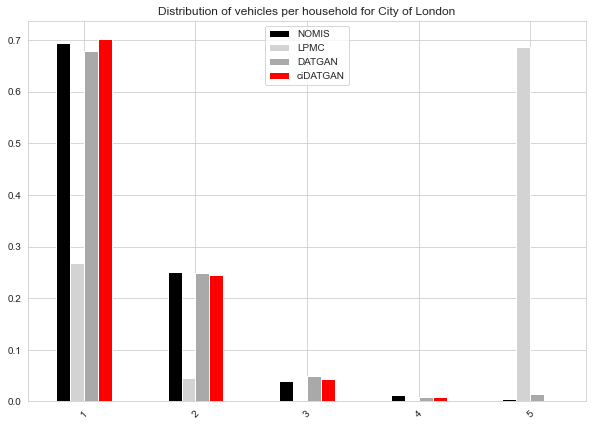 Distribution of vehicles per household for City of London
NOMIS
LPMC
DATGAN
ciDATGAN
0.7
0.6
0.5
0.4
0.3
0.2
0.1
0.0
1
2
3
4
5